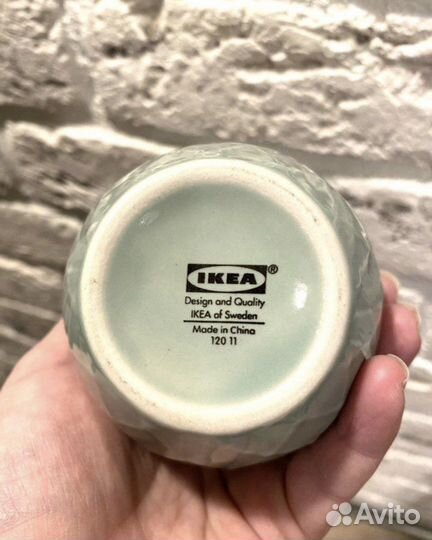 IKEA®
Design and Quality
IKEA of Sweden
Made in China
120 11
Avito